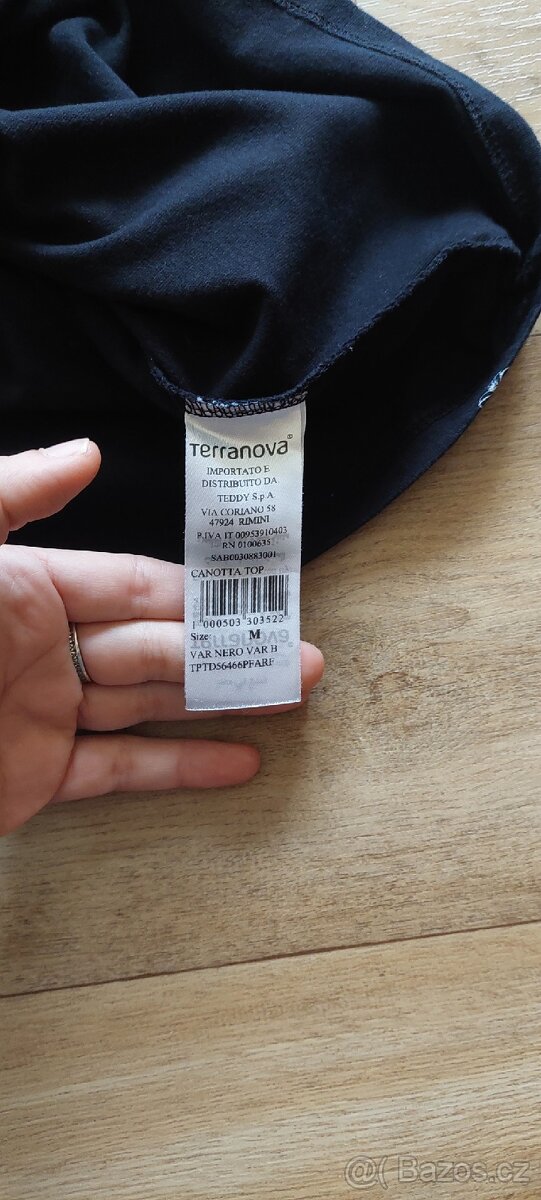 Terranova®
IMPORTATO E
DISTRIBUITO DA
TEDDY S.p.A
VIA CORIANO 58
47924 RIMINI
P.IVA IT 00953910403
RN 0100635
SAB0030883001
CANOTTA TOP
1 000503 303522
Size M
VAR NERO VAR B
TPTDS6466PFARF
@( Bazos.cz